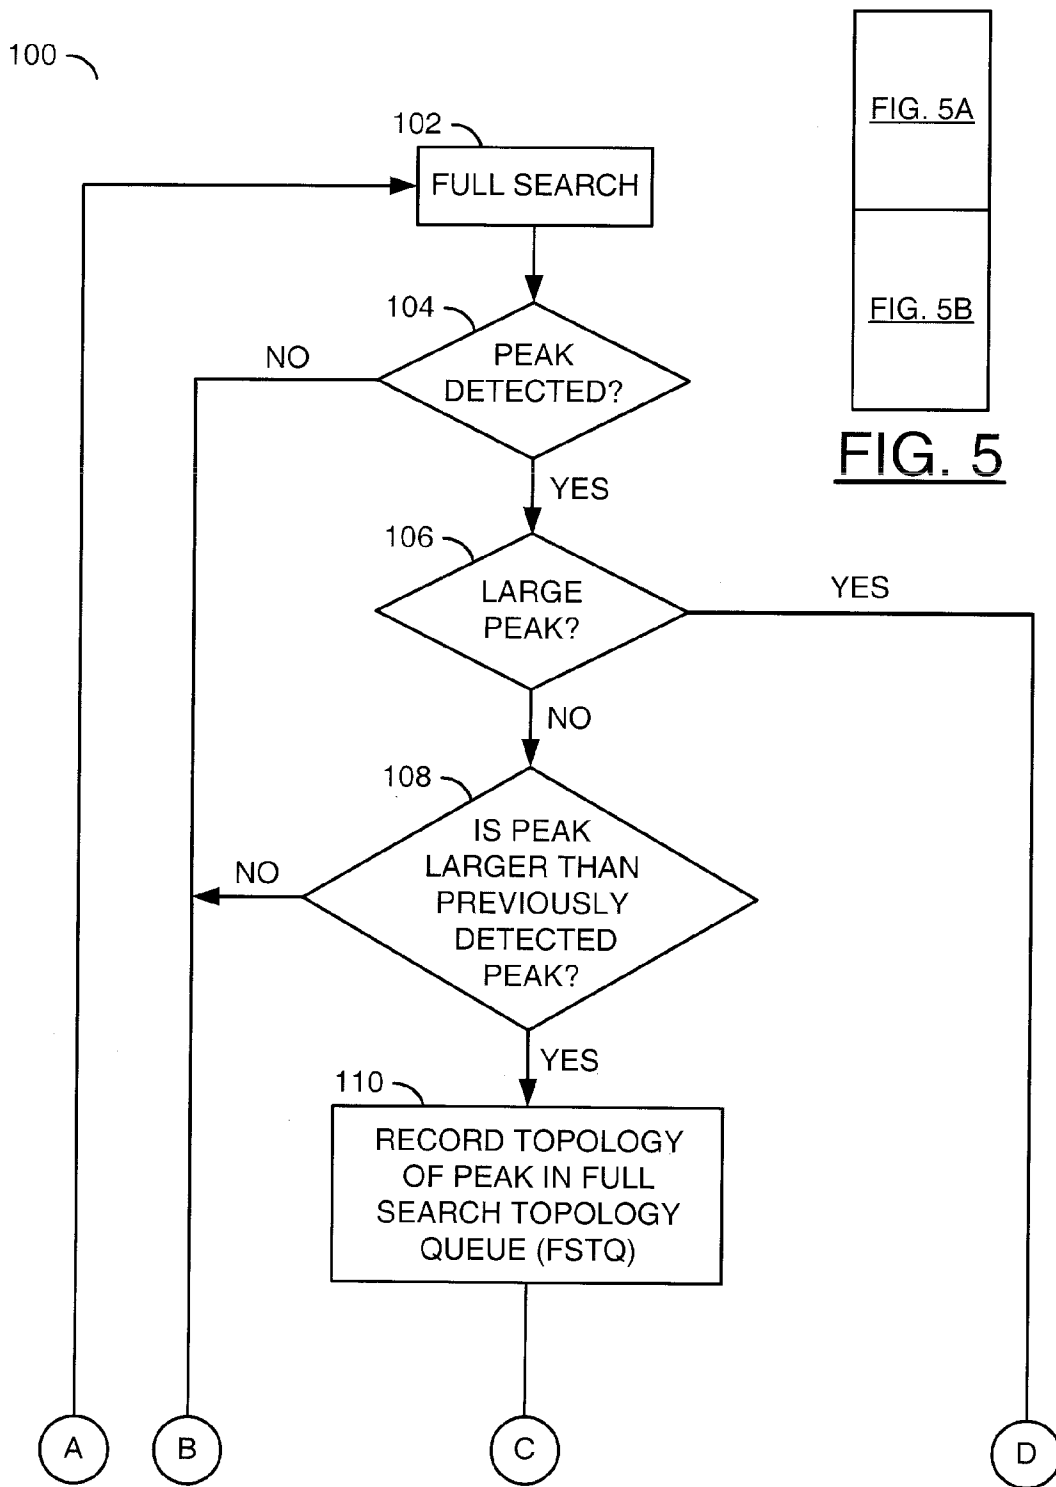 100
FIG. 5A
102
FULL SEARCH
FIG. 5B
104
NO
PEAK
DETECTED?
FIG. 5
YES
106
LARGE
PEAK?
YES
NO
108
IS PEAK
LARGER THAN
PREVIOUSLY
DETECTED
PEAK?
NO
YES
110
RECORD TOPOLOGY
OF PEAK IN FULL
SEARCH TOPOLOGY
QUEUE (FSTQ)
A
B
C
D